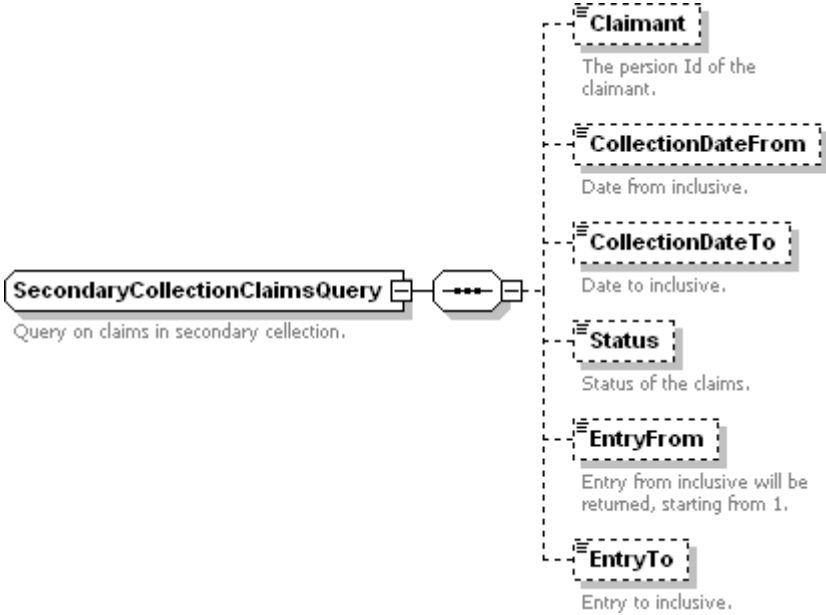 Claimant
The persion Id of the
claimant.
CollectionDateFrom
Date from inclusive.
CollectionDateTo
Date to inclusive.
SecondaryCollectionClaimsQuery
Query on claims in secondary cellection.
Status
Status of the claims.
EntryFrom
Entry from inclusive will be
returned, starting from 1.
EntryTo
Entry to inclusive.